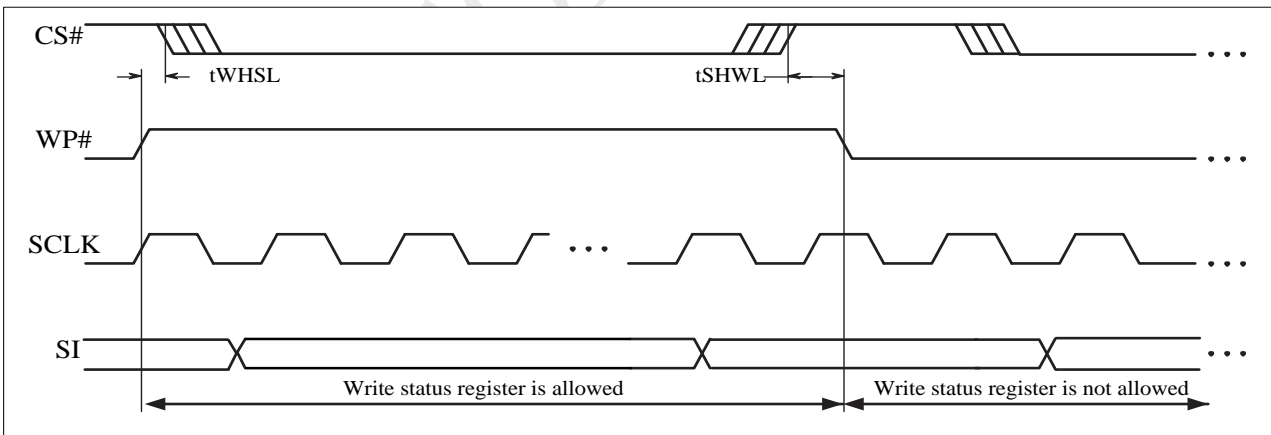 CS#
tWHSL
tSHWL
WP#
SCLK
SI
Write status register is allowed
Write status register is not allowed